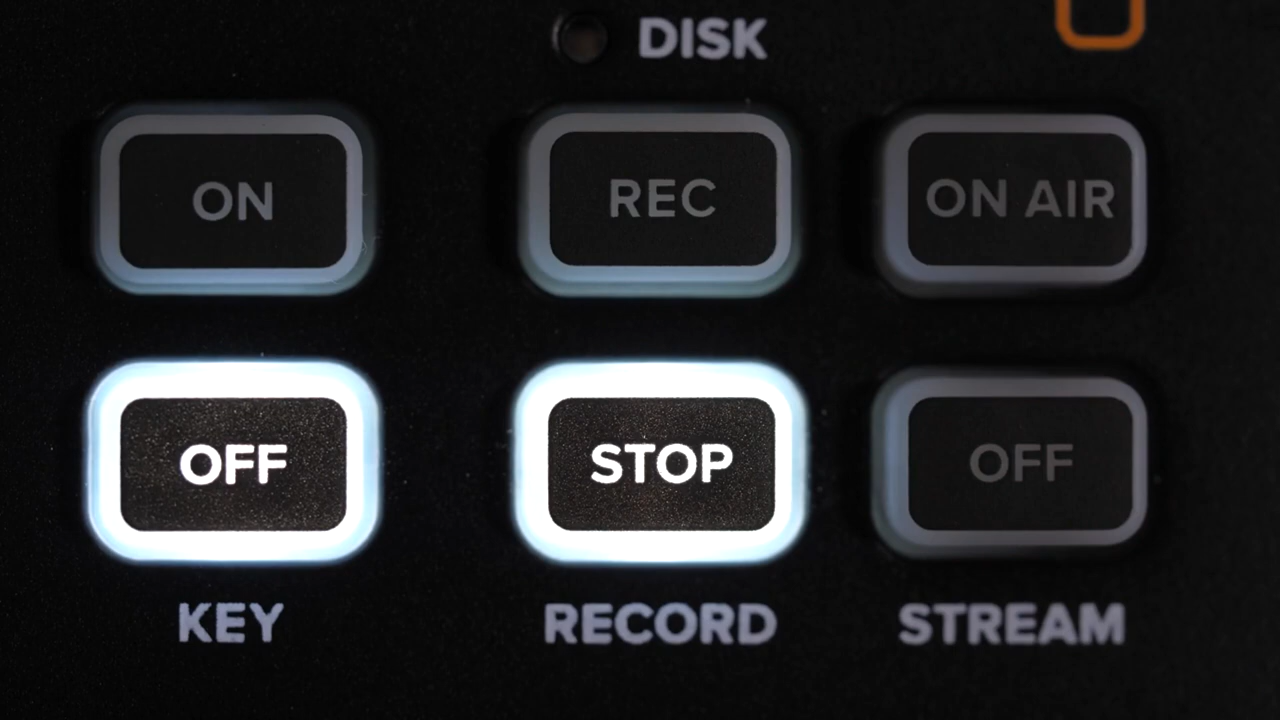 DISK
ON
REC
ON AIR
OFF
STOP
OFF
KEY
RECORD
STREAM